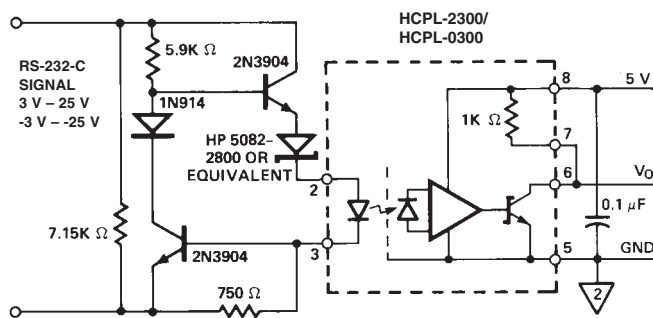 HCPL-2300/
HCPL-0300
RS-232-C
SIGNAL
3 V – 25 V
-3 V – -25 V
5.9K Ω
2N3904
1N914
HP 5082–
2800 OR
EQUIVALENT
7.15K Ω
2N3904
750 Ω
2
3
8
5 V
1K Ω
7
6
VO
0.1 µF
5
GND
2